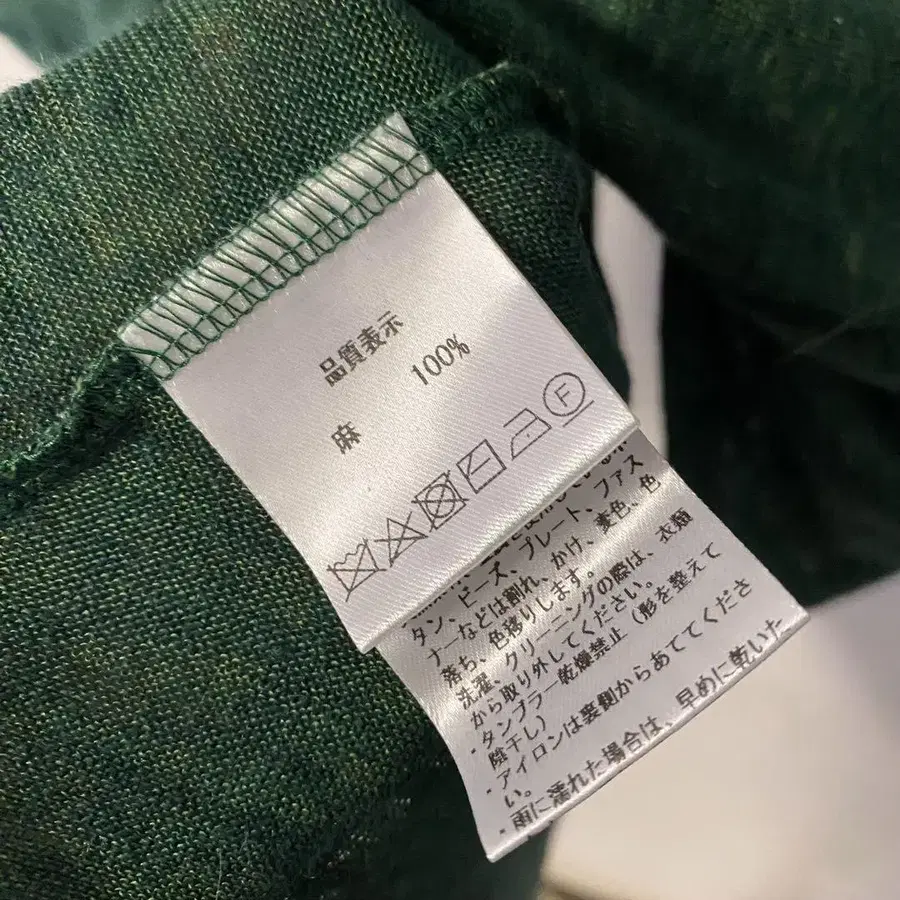 品質表示
麻 100%
F
タン、ビーズ、プレート、ファス
ナーなどは割れ、かけ、変色、色
落ち、色移りします。
洗濯、クリーニングの際は、衣類
から取り外してください。
・タンブラー乾燥禁止（形を整えて
陰干し）
・アイロンは裏側からあててくださ
い。
・雨に濡れた場合は、早めに乾いた